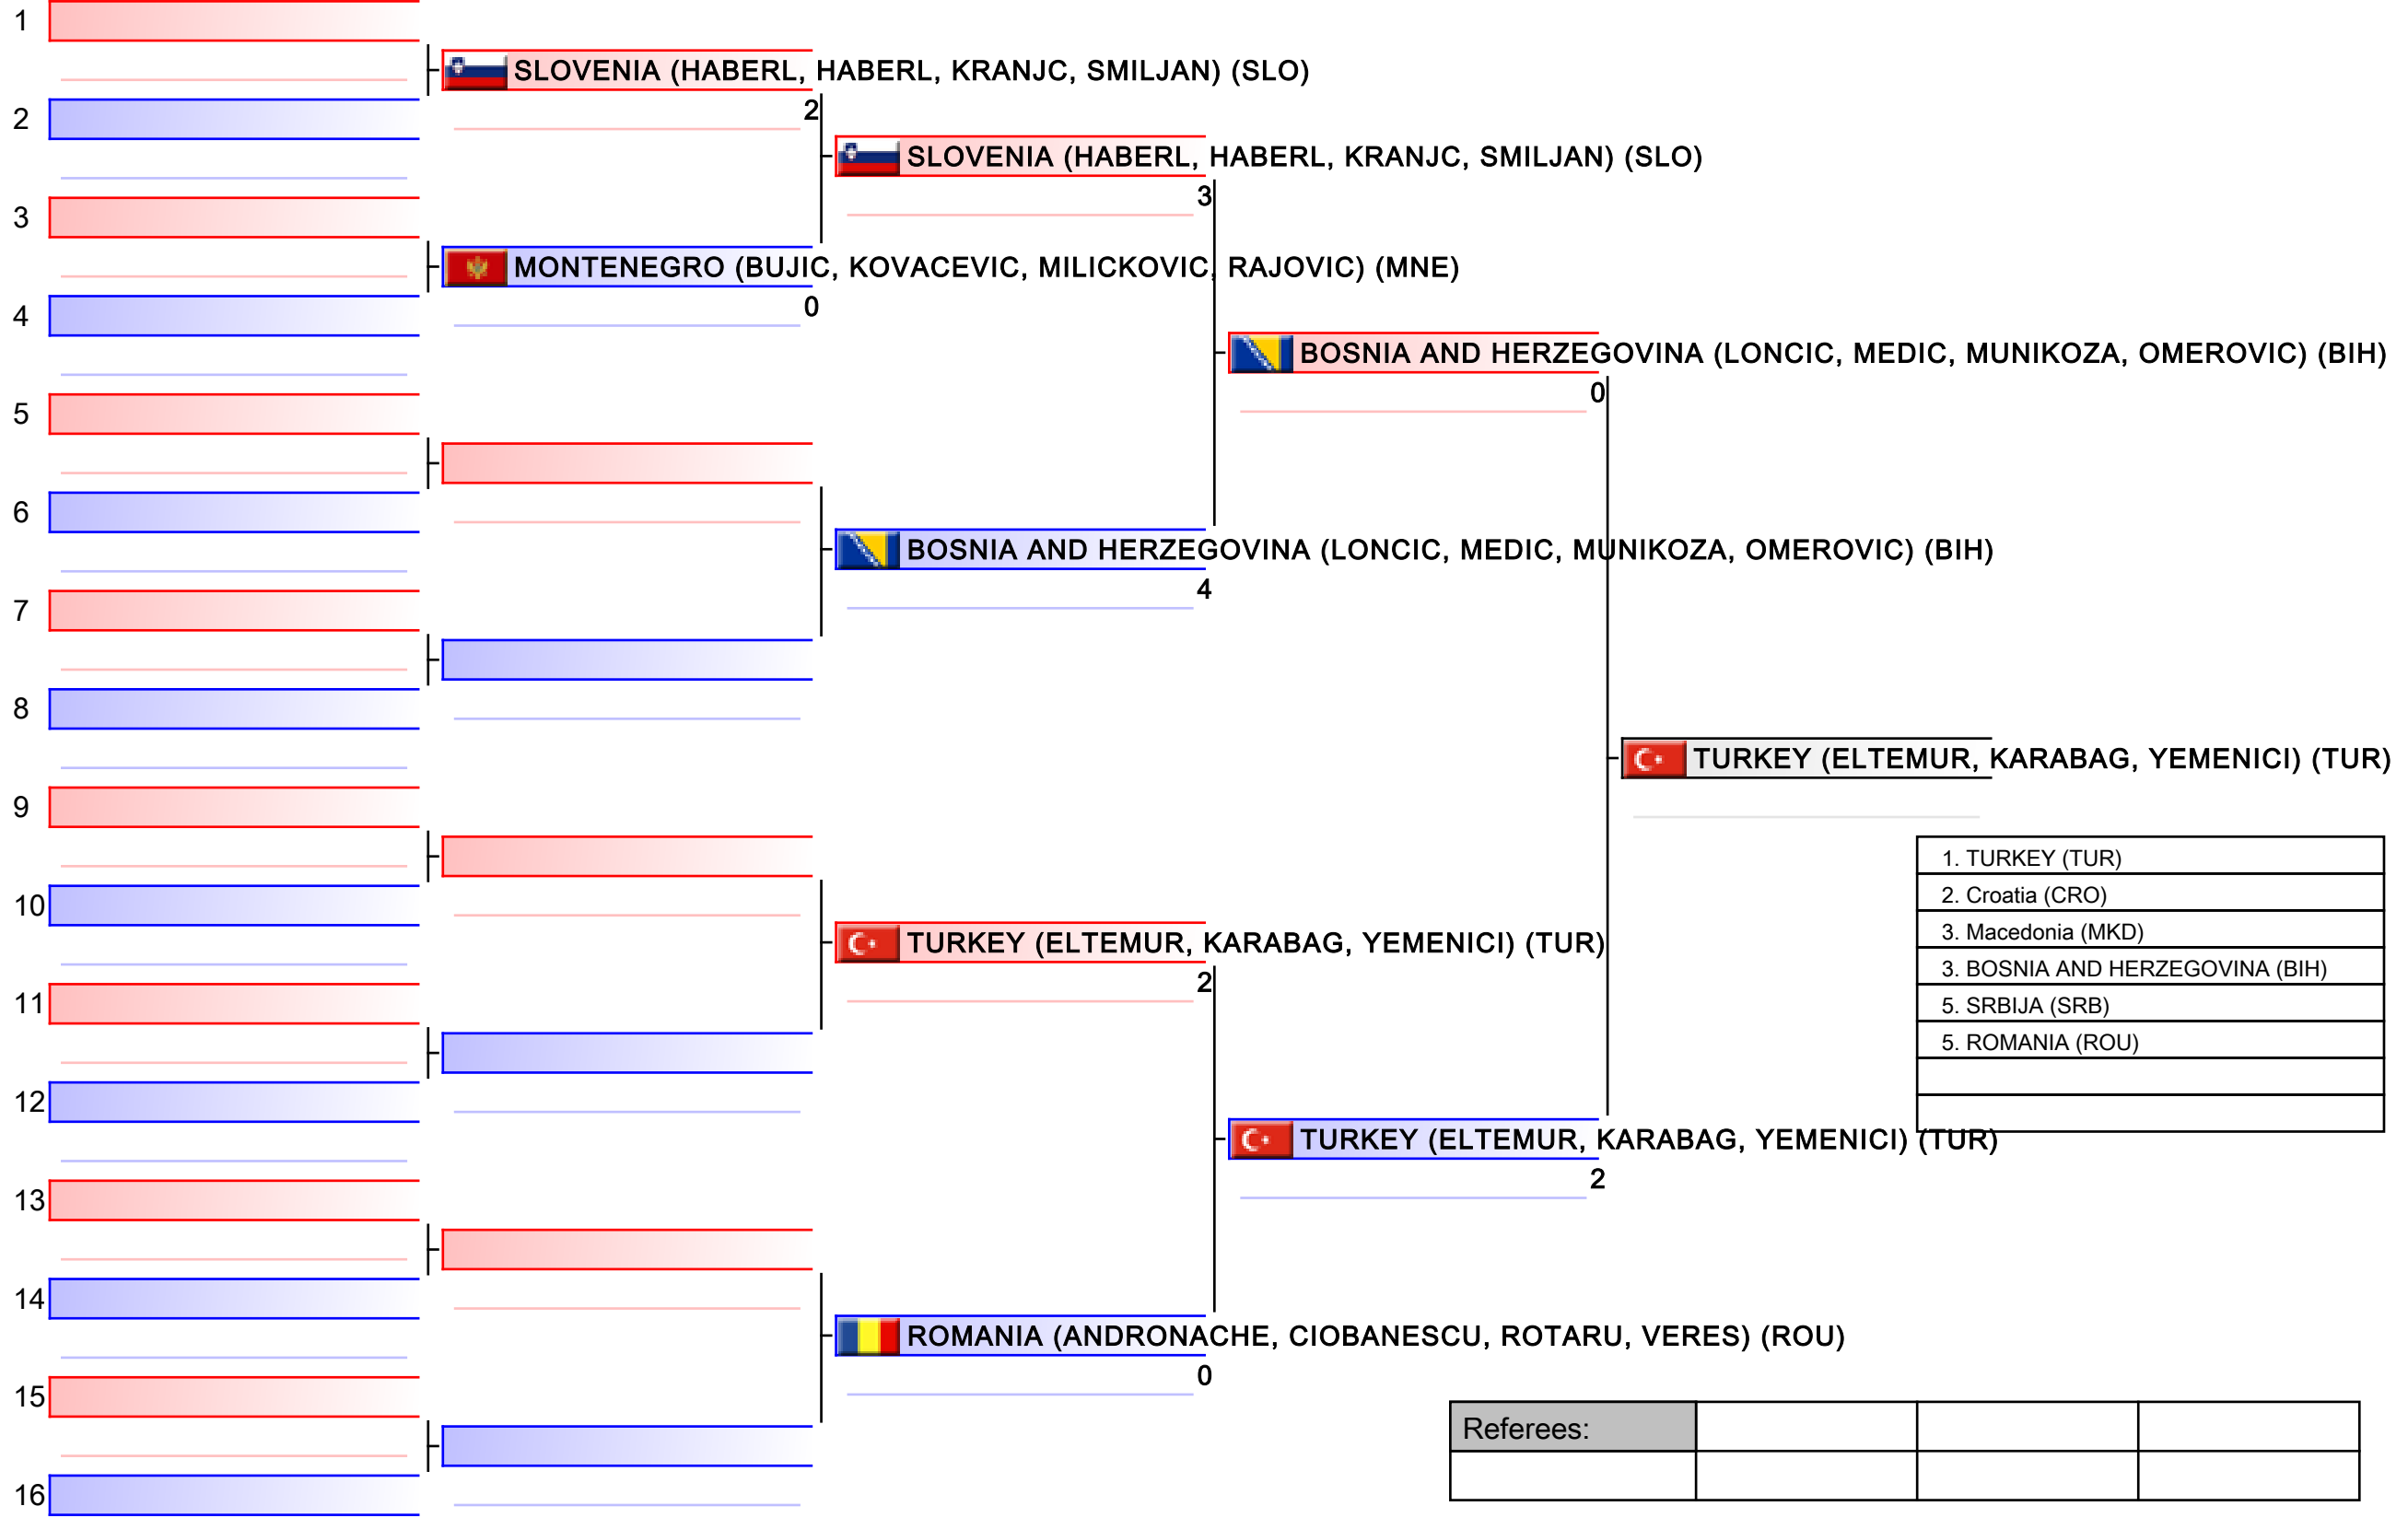 1
SLOVENIA (HABERL, HABERL, KRANJC, SMILJAN) (SLO)
2
2
SLOVENIA (HABERL, HABERL, KRANJC, SMILJAN) (SLO)
3
3
MONTENEGRO (BUJIC, KOVACEVIC, MILICKOVIC, RAJOVIC) (MNE)
4
0
BOSNIA AND HERZEGOVINA (LONCIC, MEDIC, MUNIKOZA, OMEROVIC) (BIH)
0
5
6
BOSNIA AND HERZEGOVINA (LONCIC, MEDIC, MUNIKOZA, OMEROVIC) (BIH)
4
7
8
TURKEY (ELTEMUR, KARABAG, YEMENICI) (TUR)
9
1. TURKEY (TUR)
2. Croatia (CRO)
3. Macedonia (MKD)
3. BOSNIA AND HERZEGOVINA (BIH)
5. SRBIJA (SRB)
5. ROMANIA (ROU)
10
TURKEY (ELTEMUR, KARABAG, YEMENICI) (TUR)
2
11
12
TURKEY (ELTEMUR, KARABAG, YEMENICI) (TUR)
2
13
14
ROMANIA (ANDRONACHE, CIOBANESCU, ROTARU, VERES) (ROU)
0
15
Referees:
16